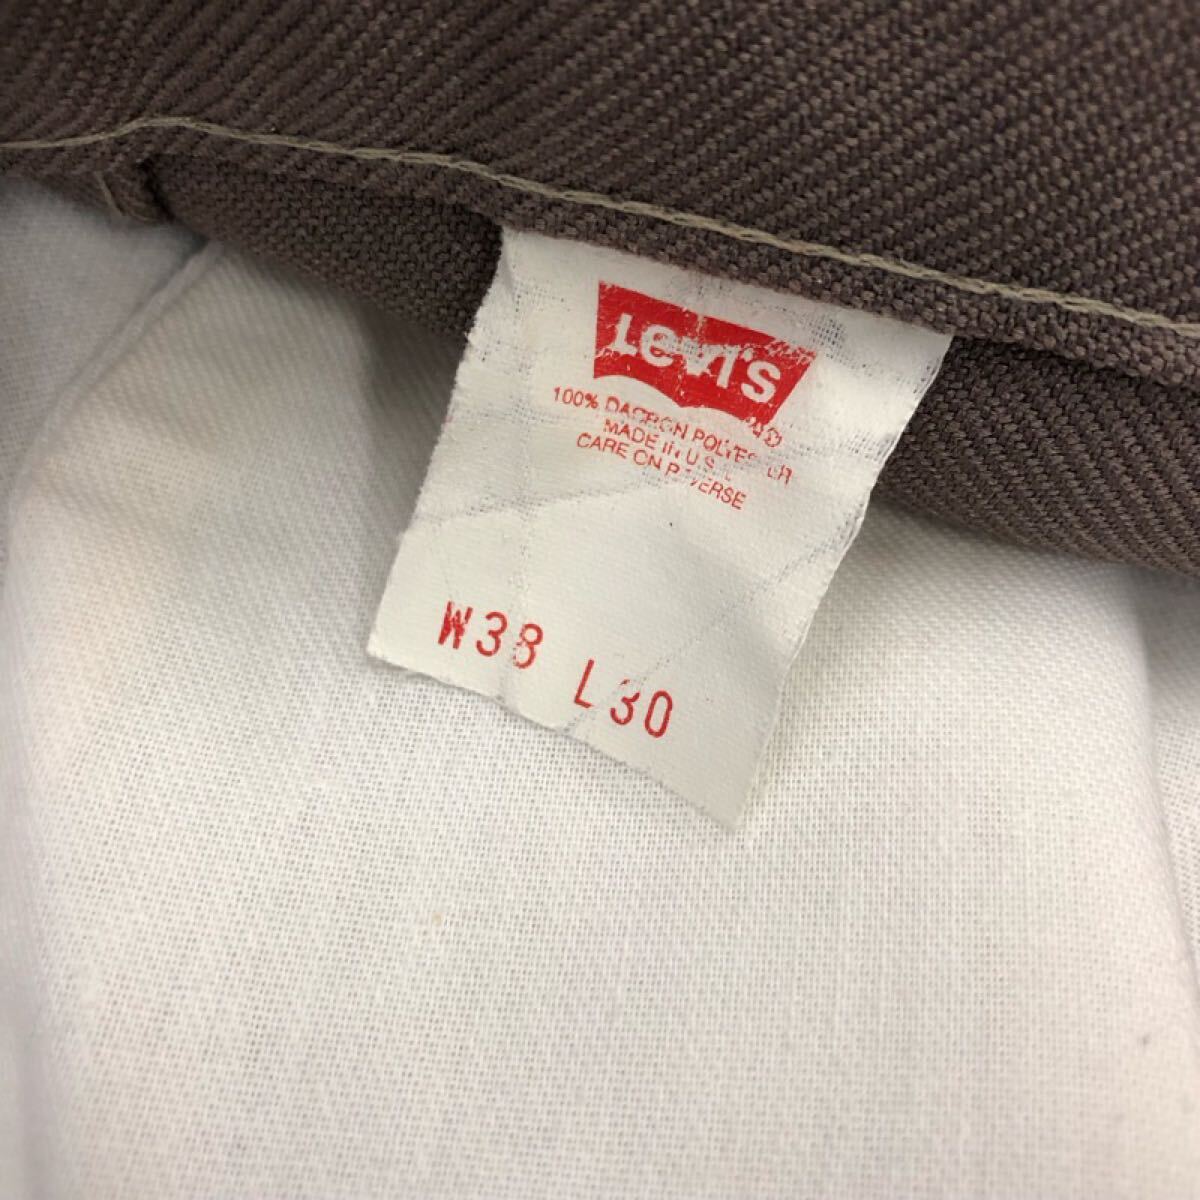 Levi's
®
100% DACRON POLYESTER
MADE IN U.S.A.
CARE ON REVERSE
W38 L30